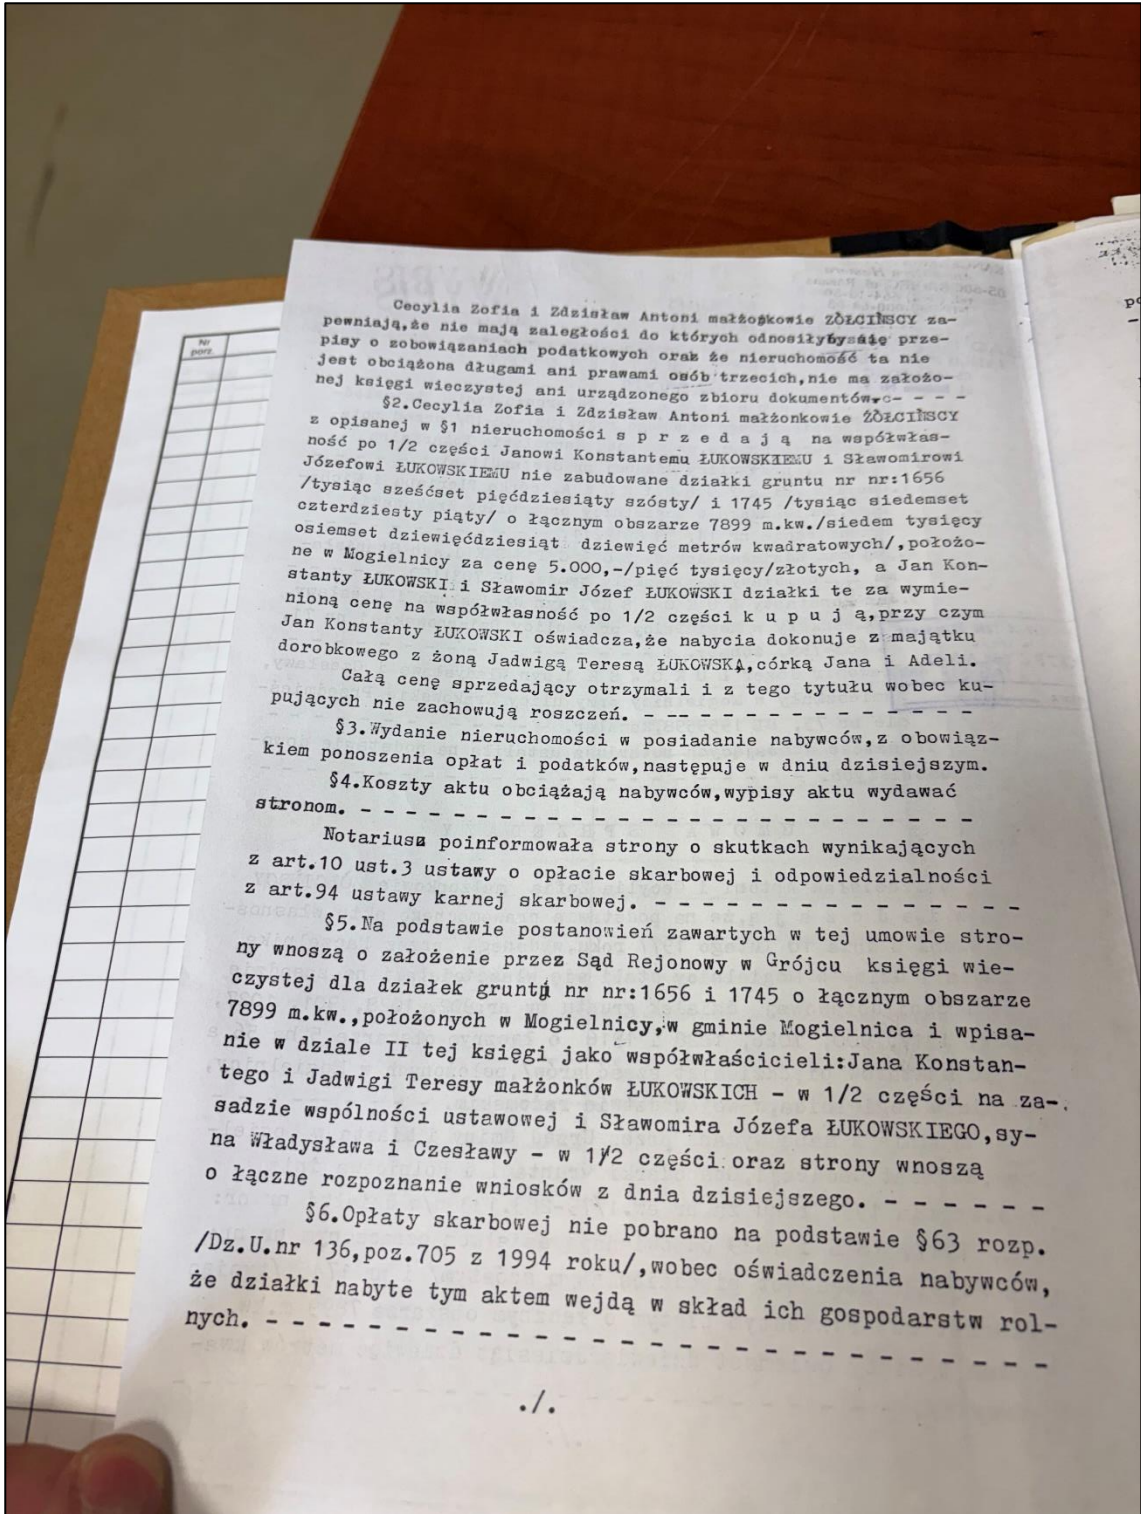 Nr
porz.
Cecylia Zofia i Zdzisław Antoni małżonkowie ŻÓŁCIŃSCY za-
pewniają,że nie mają zaległości do których odnosiłyby się prze-
pisy o zobowiązaniach podatkowych oraz że nieruchomość ta nie
jest obciążona długami ani prawami osób trzecich,nie ma założo-
nej księgi wieczystej ani urządzonego zbioru dokumentów. - - -
§2.Cecylia Zofia i Zdzisław Antoni małżonkowie ŻÓŁCIŃSCY
z opisanej w §1 nieruchomości s p r z e d a j ą na współwłas-
ność po 1/2 części Janowi Konstantemu ŁUKOWSKIEMU i Sławomirowi
Józefowi ŁUKOWSKIEMU nie zabudowane działki gruntu nr nr:1656
/tysiąc sześćset pięćdziesiąty szósty/ i 1745 /tysiąc siedemset
czterdziesty piąty/ o łącznym obszarze 7899 m.kw./siedem tysięcy
osiemset dziewięćdziesiąt dziewięć metrów kwadratowych/,położo-
ne w Mogielnicy za cenę 5.000,-/pięć tysięcy/złotych, a Jan Kon-
stanty ŁUKOWSKI i Sławomir Józef ŁUKOWSKI działki te za wymie-
nioną cenę na współwłasność po 1/2 części k u p u j ą,przy czym
Jan Konstanty ŁUKOWSKI oświadcza,że nabycia dokonuje z majątku
dorobkowego z żoną Jadwigą Teresą ŁUKOWSKĄ,córką Jana i Adeli.
Całą cenę sprzedający otrzymali i z tego tytułu wobec ku-
pujących nie zachowują roszczeń. - -- - - - - - - - - - - - -
§3.Wydanie nieruchomości w posiadanie nabywców,z obowiąz-
kiem ponoszenia opłat i podatków,następuje w dniu dzisiejszym.
§4.Koszty aktu obciążają nabywców,wypisy aktu wydawać
stronom. - - - - - - - - - - - - - - - - - - - - - - - -
Notariusz poinformowała strony o skutkach wynikających
z art.10 ust.3 ustawy o opłacie skarbowej i odpowiedzialności
z art.94 ustawy karnej skarbowej. - - - - - - - - - - - - - -
§5.Na podstawie postanowień zawartych w tej umowie stro-
ny wnoszą o założenie przez Sąd Rejonowy w Grójcu księgi wie-
czystej dla działek gruntu nr nr:1656 i 1745 o łącznym obszarze
7899 m.kw.,położonych w Mogielnicy,w gminie Mogielnica i wpisa-
nie w dziale II tej księgi jako współwłaścicieli:Jana Konstan-
tego i Jadwigi Teresy małżonków ŁUKOWSKICH - w 1/2 części na za-
sadzie wspólności ustawowej i Sławomira Józefa ŁUKOWSKIEGO,sy-
na Władysława i Czesławy - w 1/2 części oraz strony wnoszą
o łączne rozpoznanie wniosków z dnia dzisiejszego. - - - - - -
§6.Opłaty skarbowej nie pobrano na podstawie §63 rozp.
/Dz.U.nr 136,poz.705 z 1994 roku/,wobec oświadczenia nabywców,
że działki nabyte tym aktem wejdą w skład ich gospodarstw rol-
nych. - - - - - - - - - - - - - - - - - - - - - - - -
./.